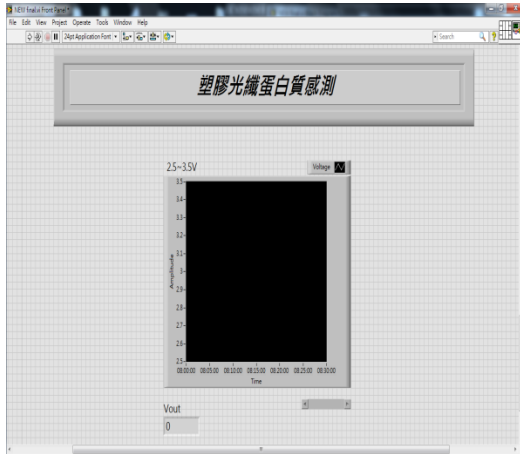 NEW final.vi Front Panel *
File Edit View Project Operate Tools Window Help
24pt Application Font
Search
塑膠光纖蛋白質感測
2.5~3.5V
Voltage
3.5
3.4
3.3
3.2
3.1
3
2.9
2.8
2.7
2.6
2.5
Amplitude
08:00:00 08:05:00 08:10:00 08:15:00 08:20:00 08:25:00 08:30:00
Time
Vout
0